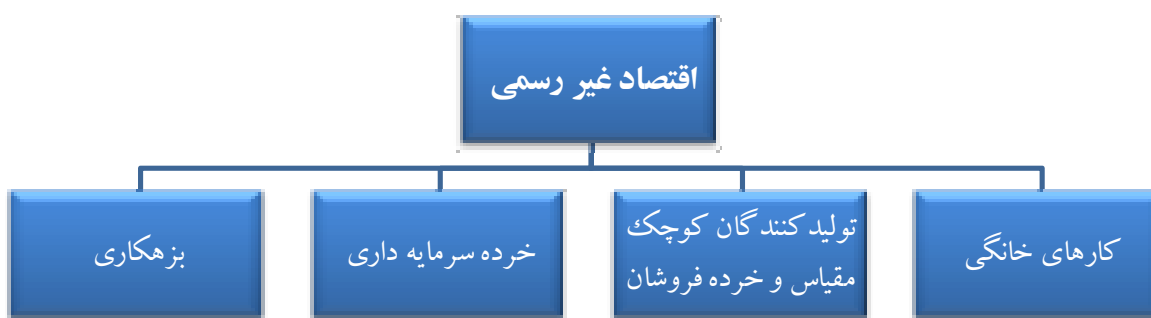 اقتصاد غیر رسمی
کارهای خانگی
تولیدکنندگان کوچک
مقیاس و خرده فروشان
خرده سرمایه داری
بزهکاری